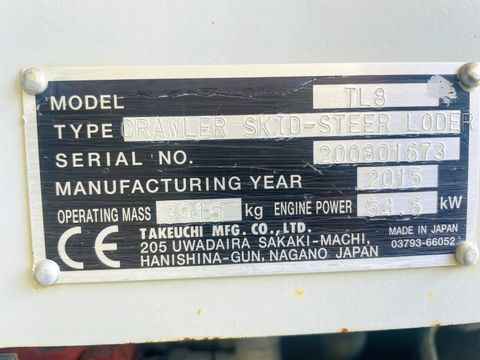 MODEL TL8
TYPE CRAWLER SKID-STEER LODER
SERIAL NO. 200801673
MANUFACTURING YEAR 2015
OPERATING MASS 3915 kg ENGINE POWER 54.6 kW
CE TAKEUCHI MFG. CO., LTD. MADE IN JAPAN
205 UWADAIRA SAKAKI-MACHI, 03793-66052
HANISHINA-GUN, NAGANO JAPAN